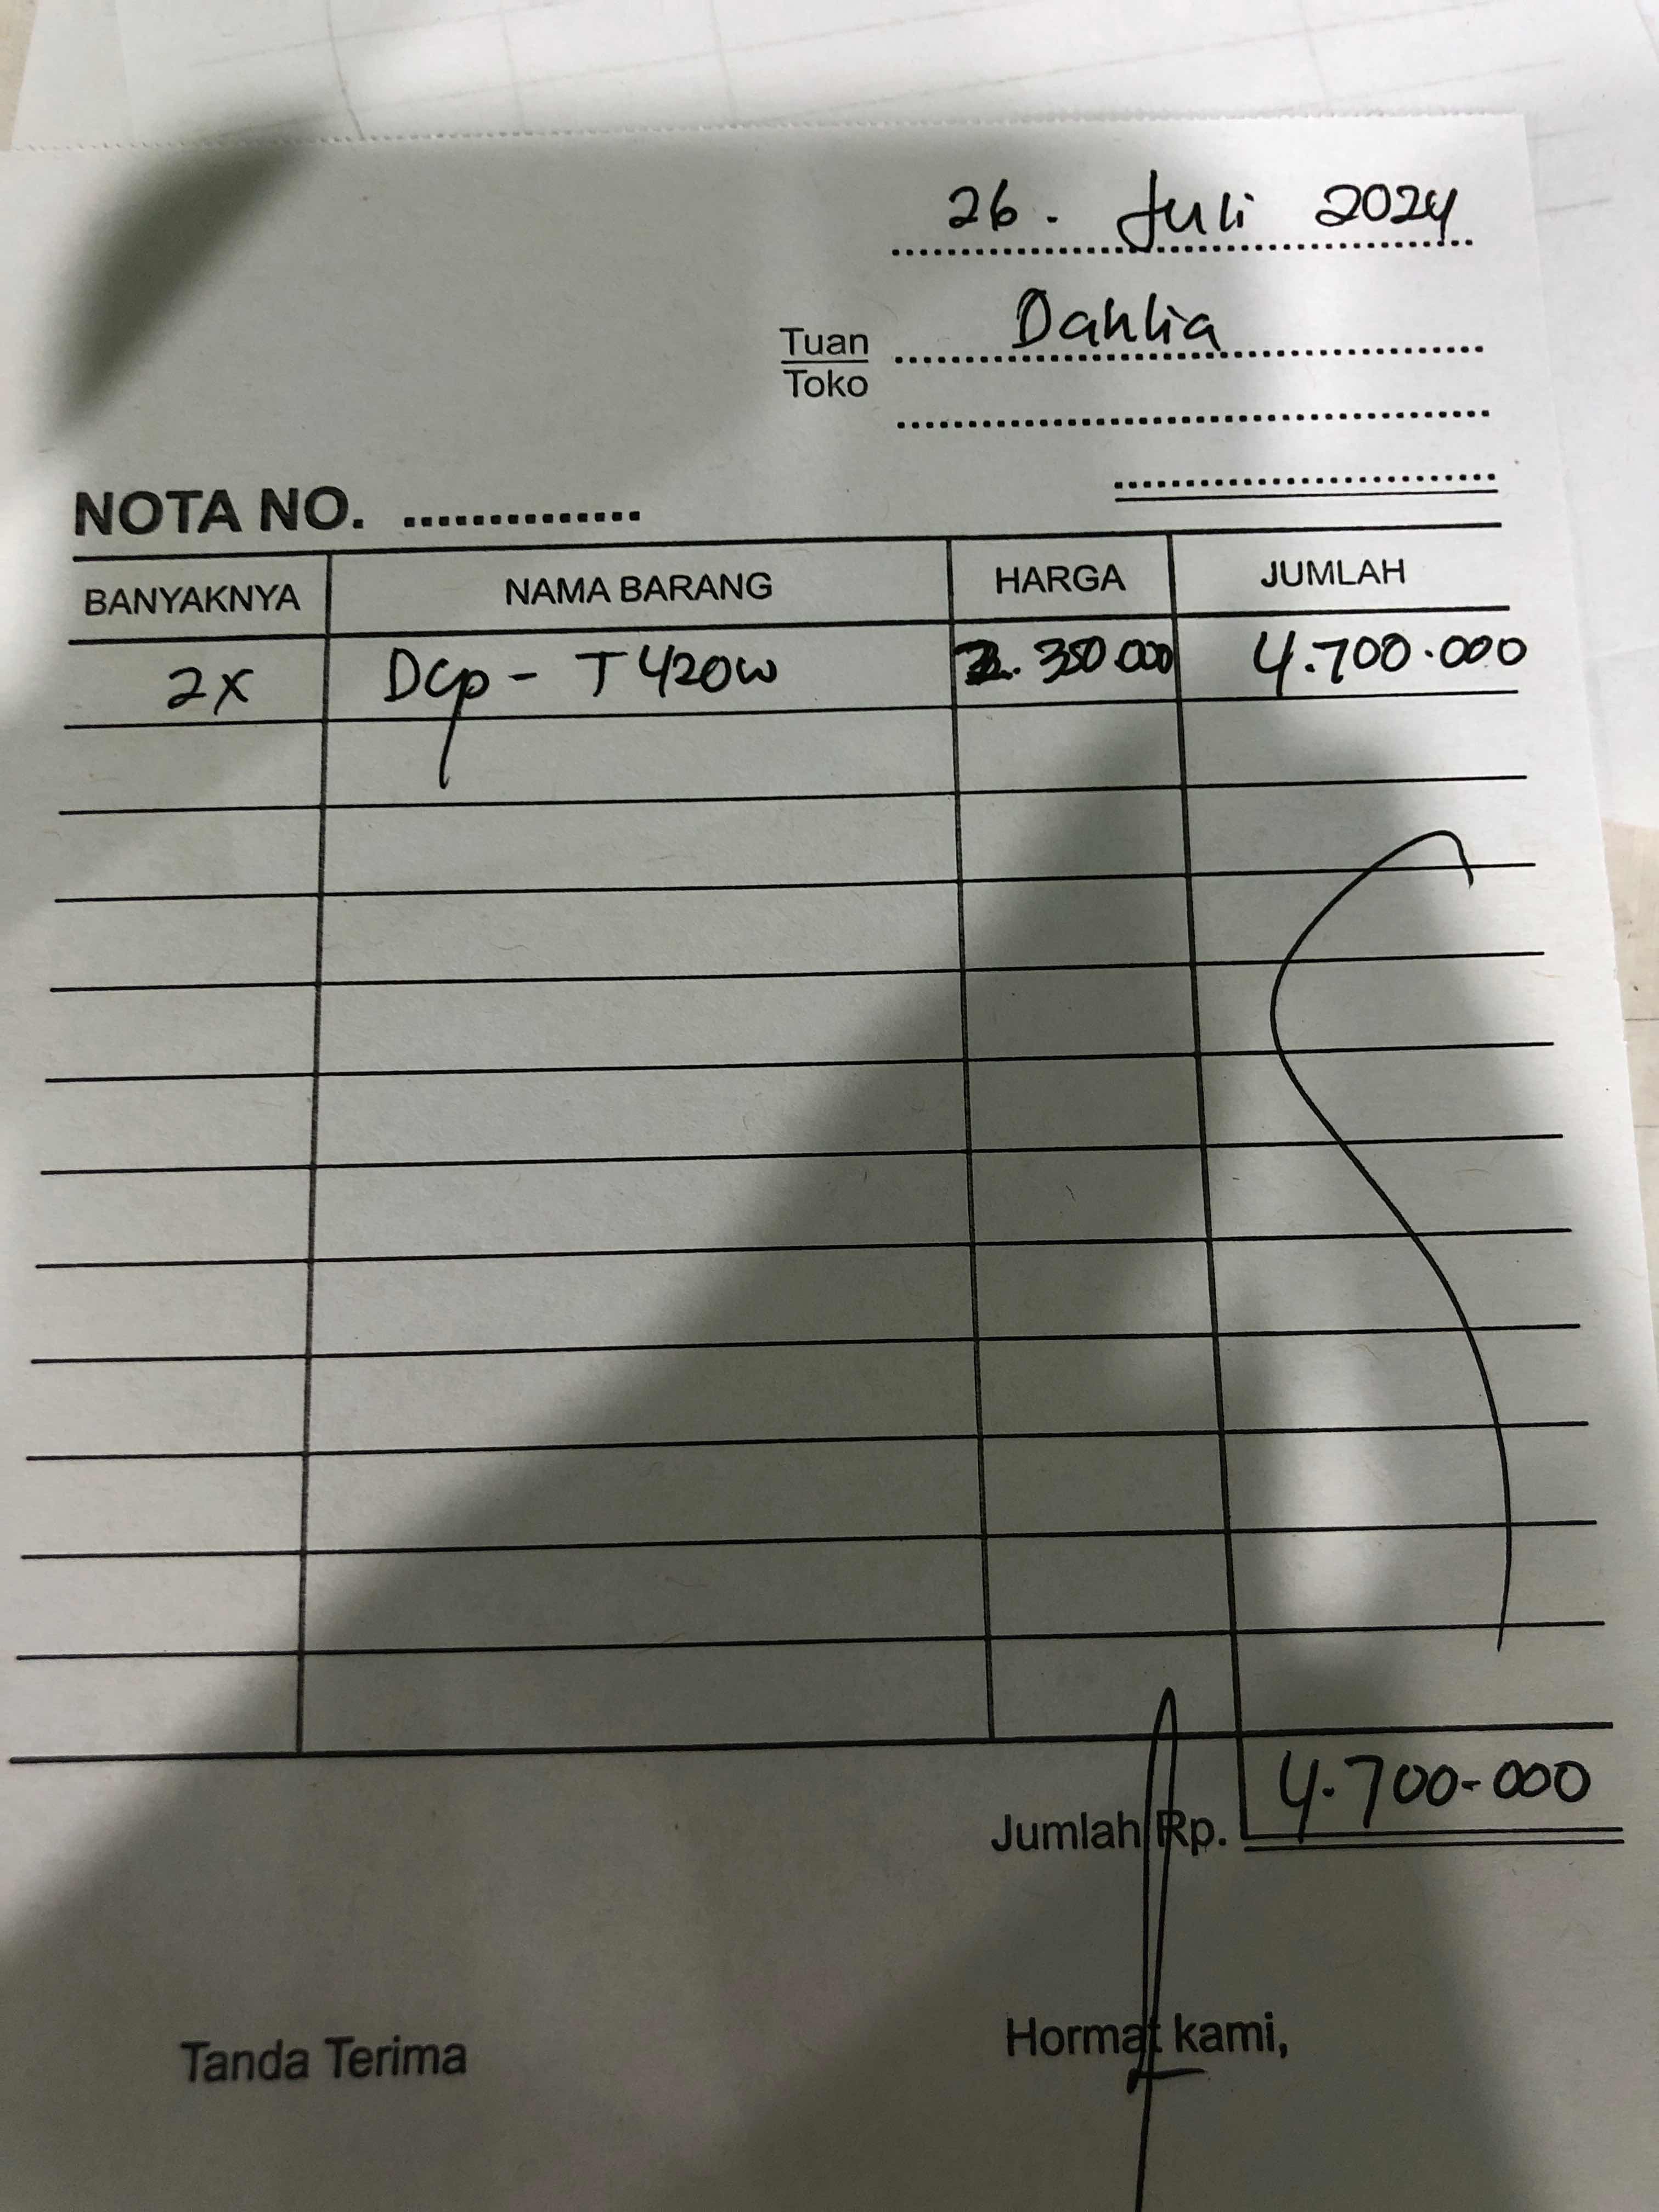 26. Juli 2024
Tuan Dahlia
Toko
NOTA NO. ..............
BANYAKNYA NAMA BARANG HARGA JUMLAH
2x Dcp - T420w 2.350.000 4.700.000
Jumlah Rp. 4.700-000
Tanda Terima Hormat kami,